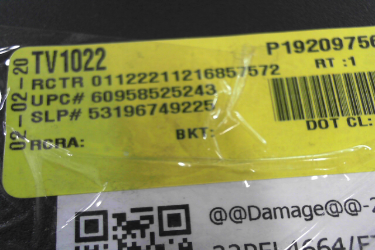 02-02-20
TV1022
P19209756
RCTR 01122211216857572
RT :1
UPC# 60958525243
SLP# 53196749225
DOT CL:
RCRA:
BKT:
@@Damage@@-